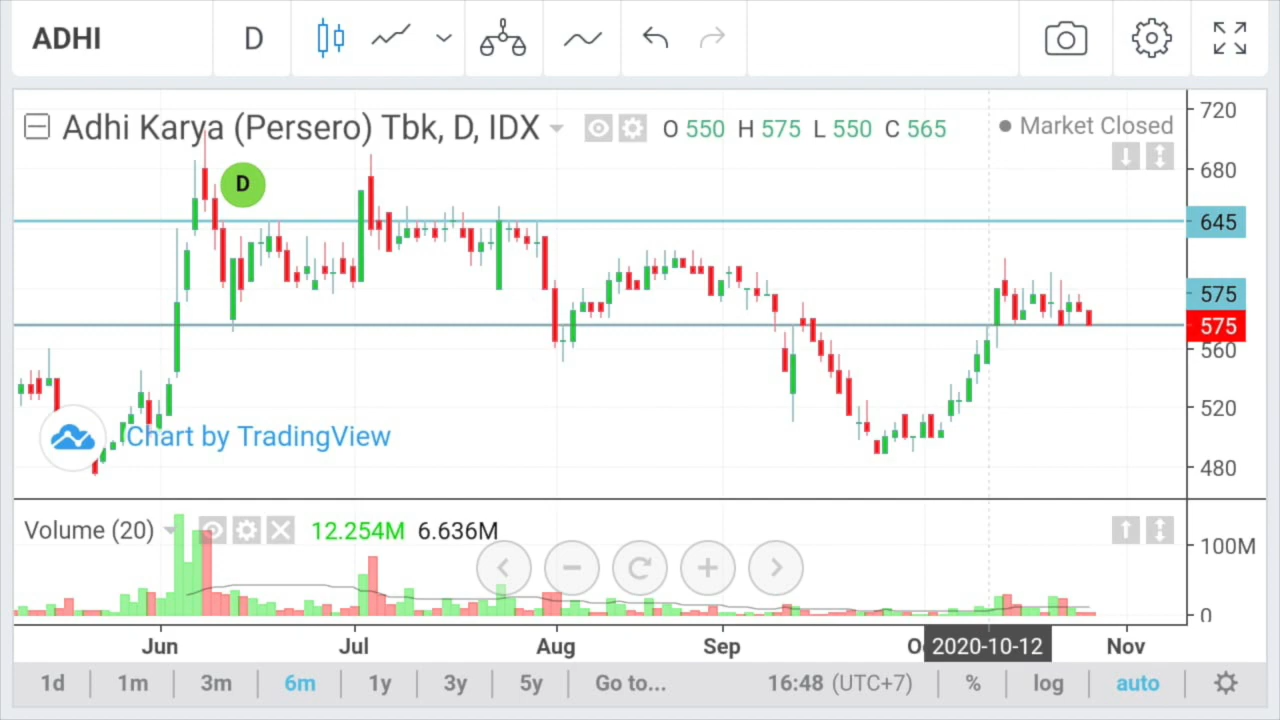 ADHI D
Adhi Karya (Persero) Tbk, D, IDX O 550 H 575 L 550 C 565 Market Closed
D
Chart by TradingView
720
680
645
575
575
560
520
480
Volume (20) 12.254M 6.636M
100M
0
Jun Jul Aug Sep 2020-10-12 Nov
1d 1m 3m 6m 1y 3y 5y Go to... 16:48 (UTC+7) % log auto